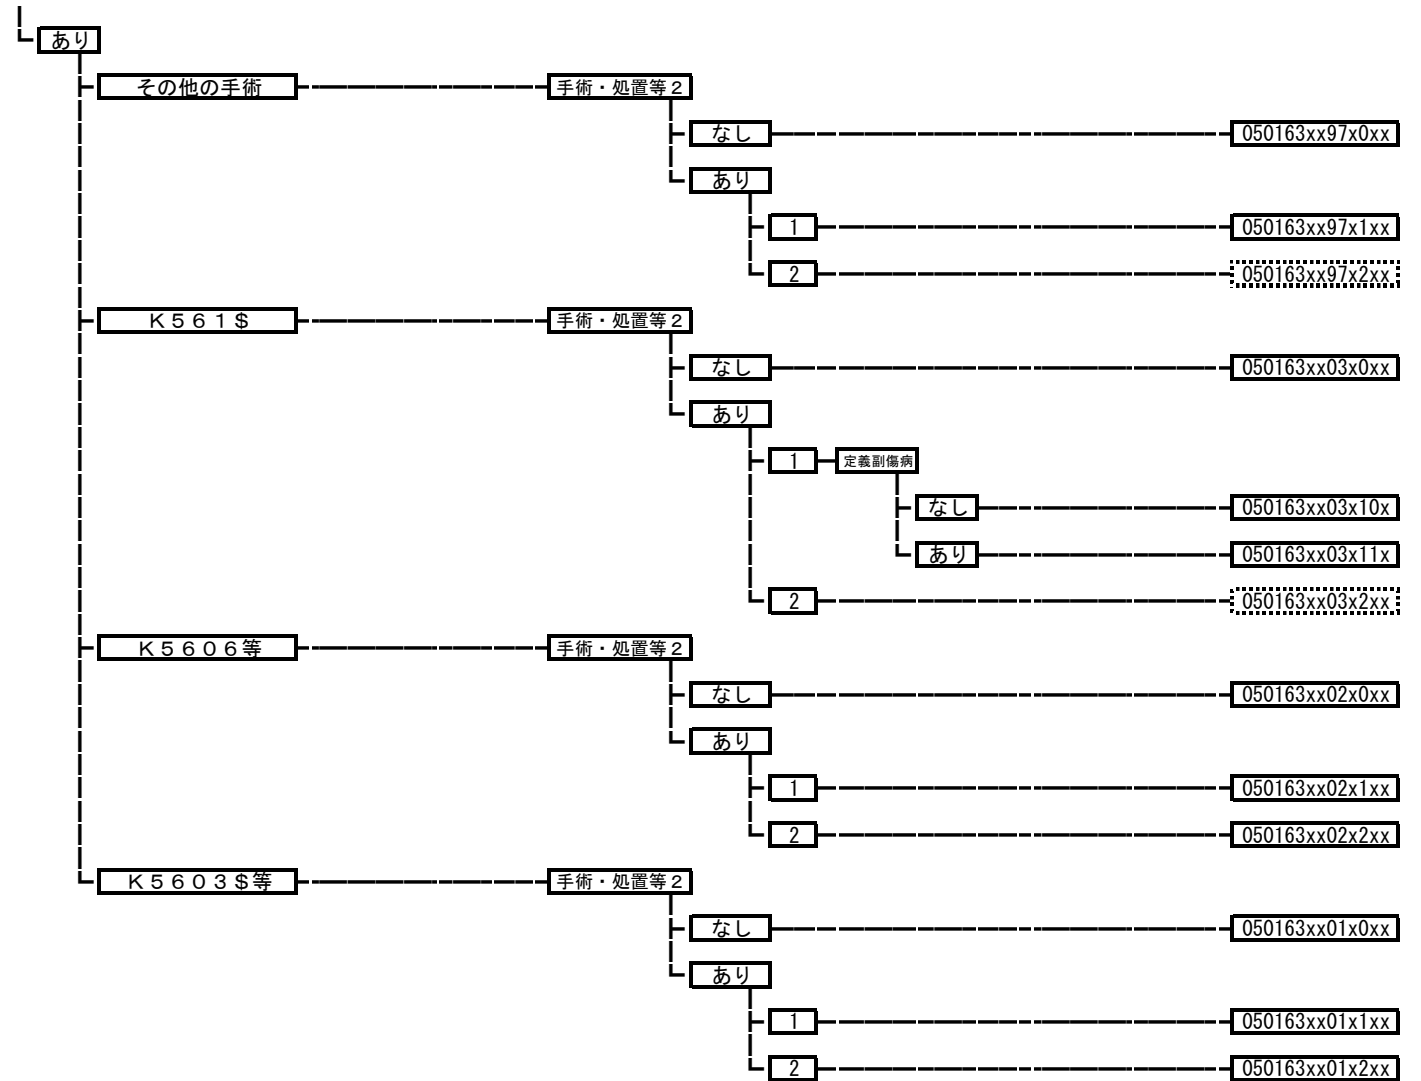 あり
その他の手術 手術・処置等2
なし 050163xx97x0xx
あり
1 050163xx97x1xx
2 050163xx97x2xx
K561$ 手術・処置等2
なし 050163xx03x0xx
あり
1 定義副傷病
なし 050163xx03x10x
あり 050163xx03x11x
2 050163xx03x2xx
K5606等 手術・処置等2
なし 050163xx02x0xx
あり
1 050163xx02x1xx
2 050163xx02x2xx
K5603$等 手術・処置等2
なし 050163xx01x0xx
あり
1 050163xx01x1xx
2 050163xx01x2xx